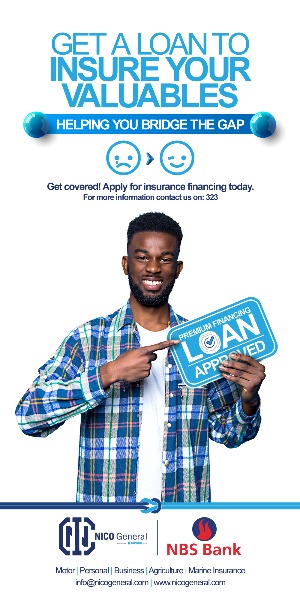 GET A LOAN TO
INSURE YOUR
VALUABLES
HELPING YOU BRIDGE THE GAP
Get covered! Apply for insurance financing today.
For more information contact us on: 323
PREMIUM FINANCING
LOAN
APPROVED
NICO General
NBS Bank
Motor | Personal | Business | Agriculture | Marine Insurance
info@nicogeneral.com | www.nicogeneral.com